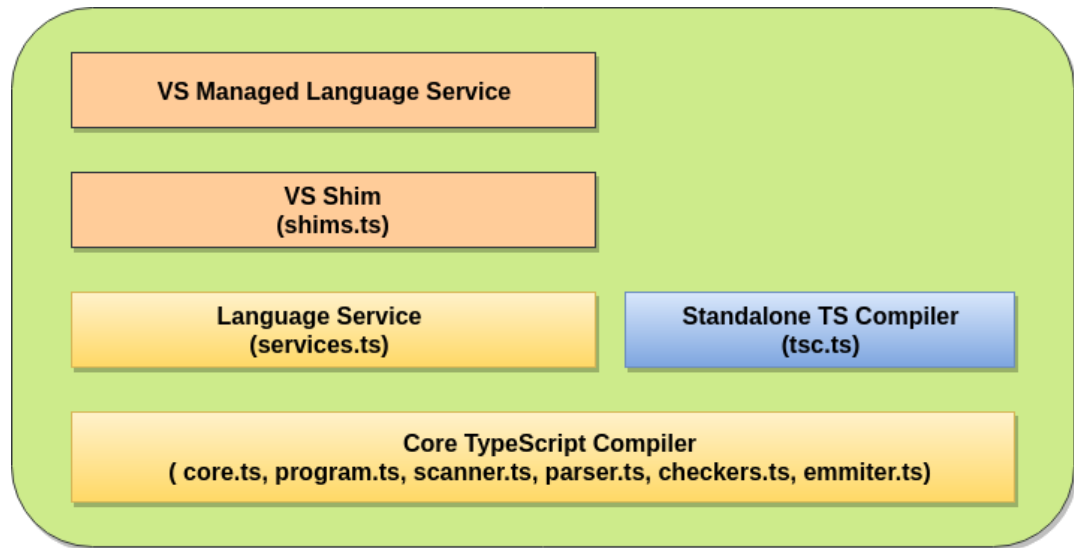 VS Managed Language Service
VS Shim
(shims.ts)
Language Service
(services.ts)
Standalone TS Compiler
(tsc.ts)
Core TypeScript Compiler
( core.ts, program.ts, scanner.ts, parser.ts, checkers.ts, emmiter.ts)